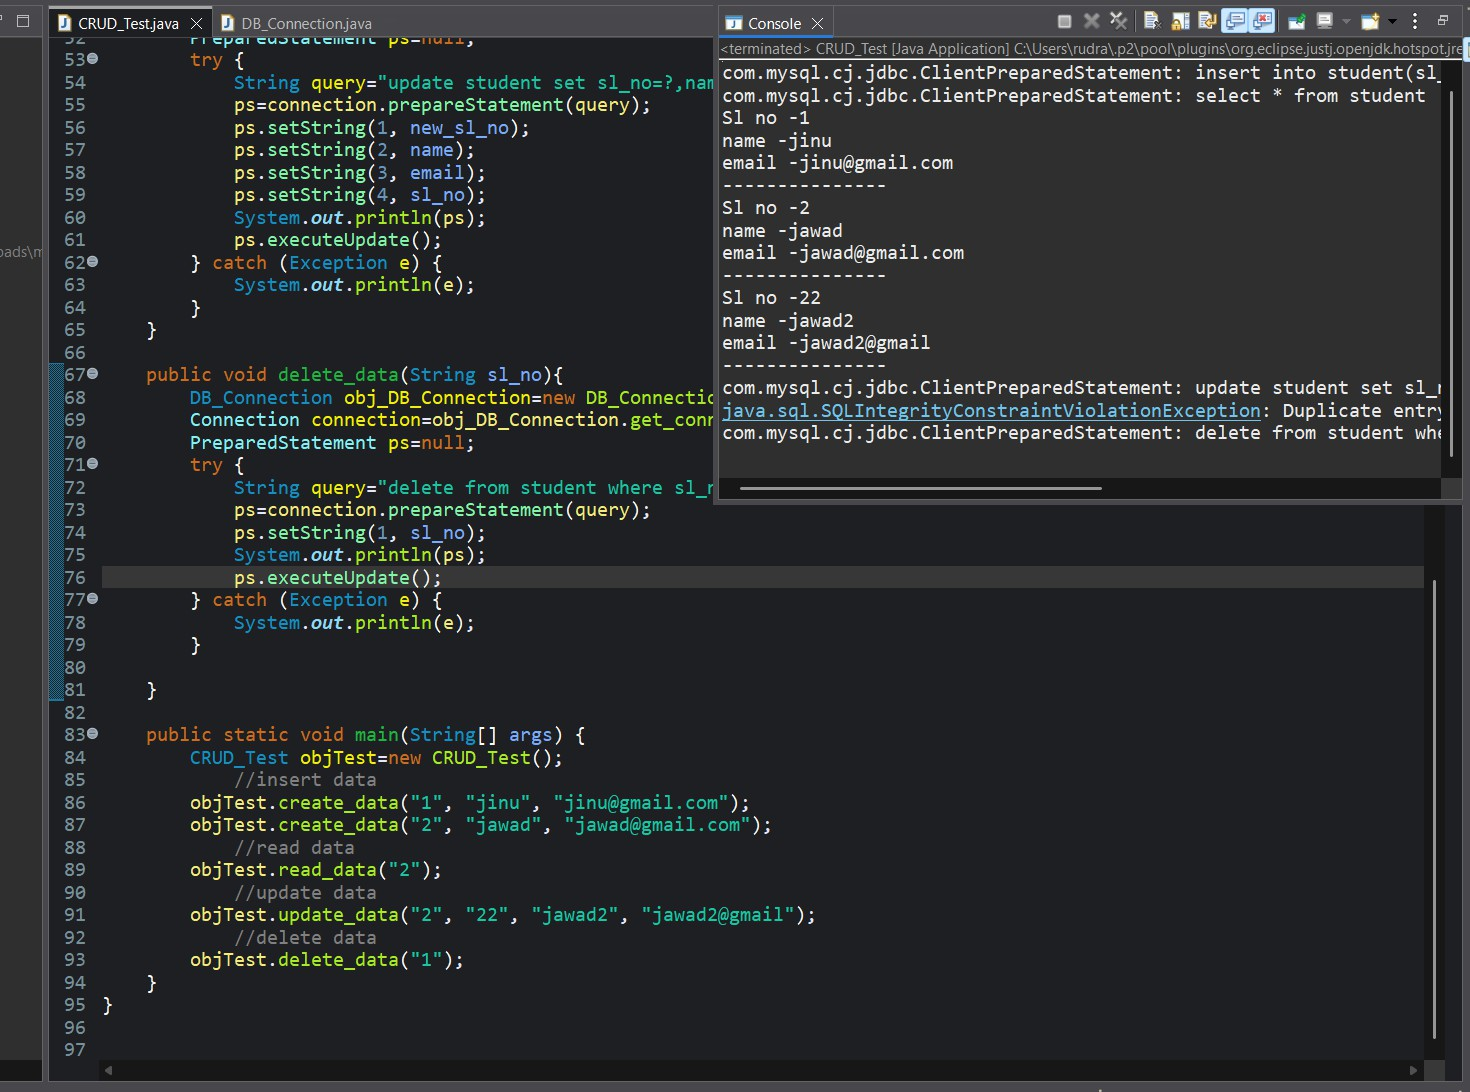 CRUD_Test.java
DB_Connection.java
53 try {
54 String query="update student set sl_no=?,nam
55 ps=connection.prepareStatement(query);
56 ps.setString(1, new_sl_no);
57 ps.setString(2, name);
58 ps.setString(3, email);
59 ps.setString(4, sl_no);
60 System.out.println(ps);
61 ps.executeUpdate();
62 } catch (Exception e) {
63 System.out.println(e);
64 }
65 }
66
67 public void delete_data(String sl_no){
68 DB_Connection obj_DB_Connection=new DB_Connectio
69 Connection connection=obj_DB_Connection.get_conn
70 PreparedStatement ps=null;
71 try {
72 String query="delete from student where sl_n
73 ps=connection.prepareStatement(query);
74 ps.setString(1, sl_no);
75 System.out.println(ps);
76 ps.executeUpdate();
77 } catch (Exception e) {
78 System.out.println(e);
79 }
80
81 }
82
83 public static void main(String[] args) {
84 CRUD_Test objTest=new CRUD_Test();
85 //insert data
86 objTest.create_data("1", "jinu", "jinu@gmail.com");
87 objTest.create_data("2", "jawad", "jawad@gmail.com");
88 //read data
89 objTest.read_data("2");
90 //update data
91 objTest.update_data("2", "22", "jawad2", "jawad2@gmail");
92 //delete data
93 objTest.delete_data("1");
94 }
95 }
96
97
Console
<terminated> CRUD_Test [Java Application] C:\Users\rudra\.p2\pool\plugins\org.eclipse.justj.openjdk.hotspot.jre
com.mysql.cj.jdbc.ClientPreparedStatement: insert into student(sl_
com.mysql.cj.jdbc.ClientPreparedStatement: select * from student
Sl no -1
name -jinu
email -jinu@gmail.com
---------------
Sl no -2
name -jawad
email -jawad@gmail.com
---------------
Sl no -22
name -jawad2
email -jawad2@gmail
---------------
com.mysql.cj.jdbc.ClientPreparedStatement: update student set sl_n
java.sql.SQLIntegrityConstraintViolationException: Duplicate entry
com.mysql.cj.jdbc.ClientPreparedStatement: delete from student whe